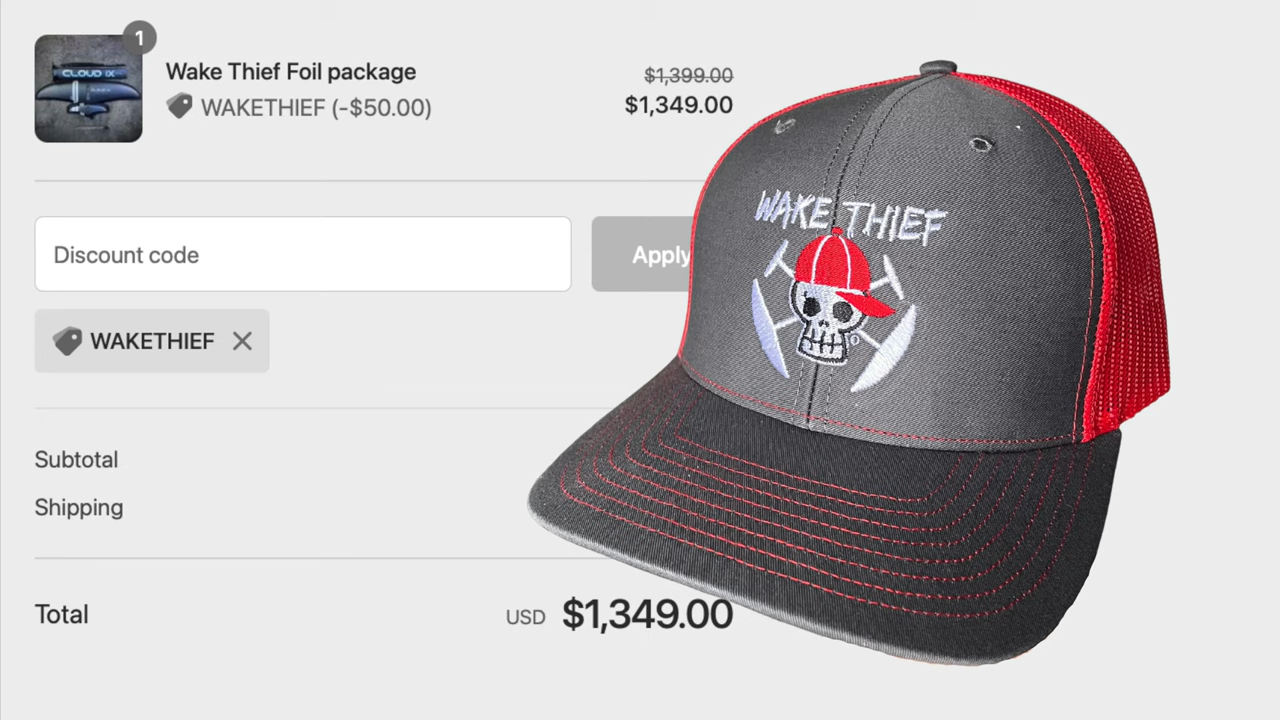 1
Wake Thief Foil package
WAKETHIEF (-$50.00)
$1,399.00
$1,349.00
CLOUD IX
Discount code
Apply
WAKETHIEF
Subtotal
Shipping
Total
USD $1,349.00
WAKE THIEF